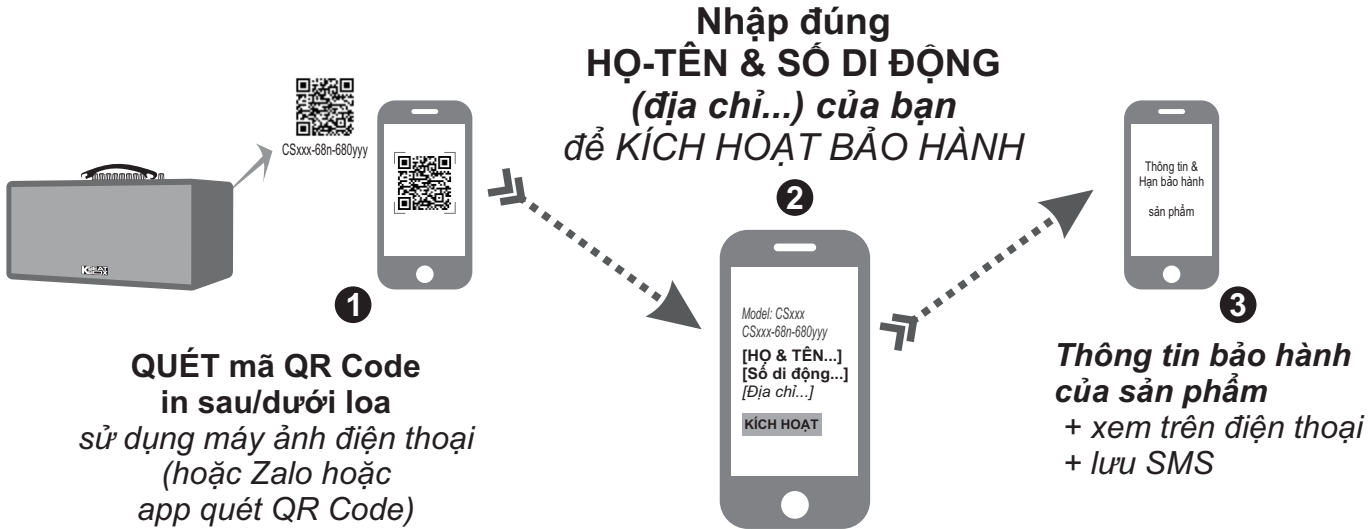 Nhập đúng
HỌ-TÊN & SỐ DI ĐỘNG
(địa chỉ...) của bạn
để KÍCH HOẠT BẢO HÀNH
CSxxx-68n-680yyy
1
QUÉT mã QR Code
in sau/dưới loa
sử dụng máy ảnh điện thoại
(hoặc Zalo hoặc
app quét QR Code)
2
Model: CSxxx
CSxxx-68n-680yyy
[HỌ & TÊN...]
[Số di động...]
[Địa chỉ...]
KÍCH HOẠT
Thông tin &
Hạn bảo hành
sản phẩm
3
Thông tin bảo hành
của sản phẩm
+ xem trên điện thoại
+ lưu SMS